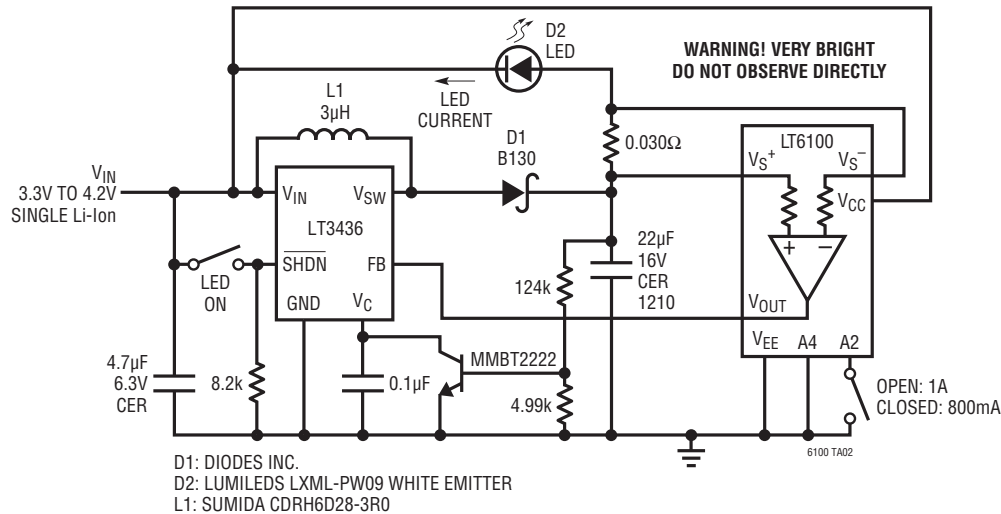 D2
LED
WARNING! VERY BRIGHT
DO NOT OBSERVE DIRECTLY
LED
CURRENT
L1
3µH
D1
B130
0.030Ω
LT6100
VS+
VS–
VCC
VIN
3.3V TO 4.2V
SINGLE Li-Ion
VIN
VSW
LT3436
SHDN
FB
GND
VC
LED
ON
22µF
16V
CER
1210
124k
+
–
VOUT
VEE
A4
A2
4.7µF
6.3V
CER
8.2k
0.1µF
MMBT2222
4.99k
OPEN: 1A
CLOSED: 800mA
6100 TA02
D1: DIODES INC.
D2: LUMILEDS LXML-PW09 WHITE EMITTER
L1: SUMIDA CDRH6D28-3R0